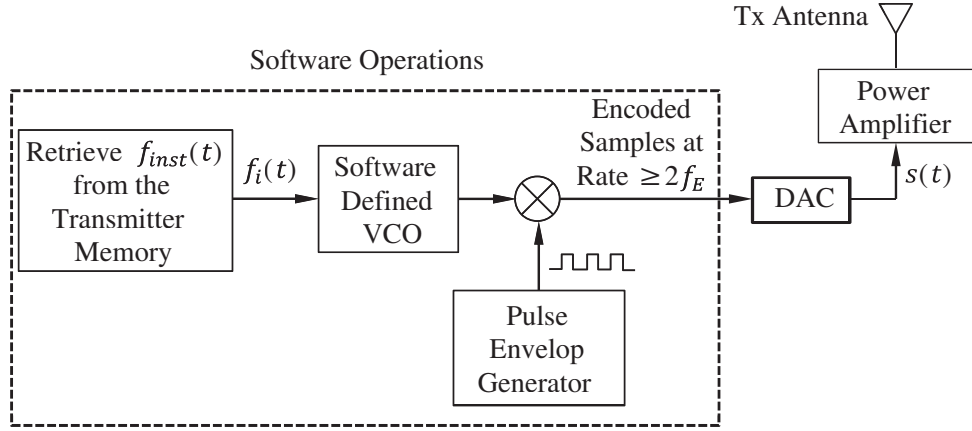 Tx Antenna
Software Operations
Power
Amplifier
Encoded
Samples at
Rate ≥2f_E
Retrieve f_inst(t)
from the
Transmitter
Memory
f_i(t)
Software
Defined
VCO
DAC
s(t)
Pulse
Envelop
Generator